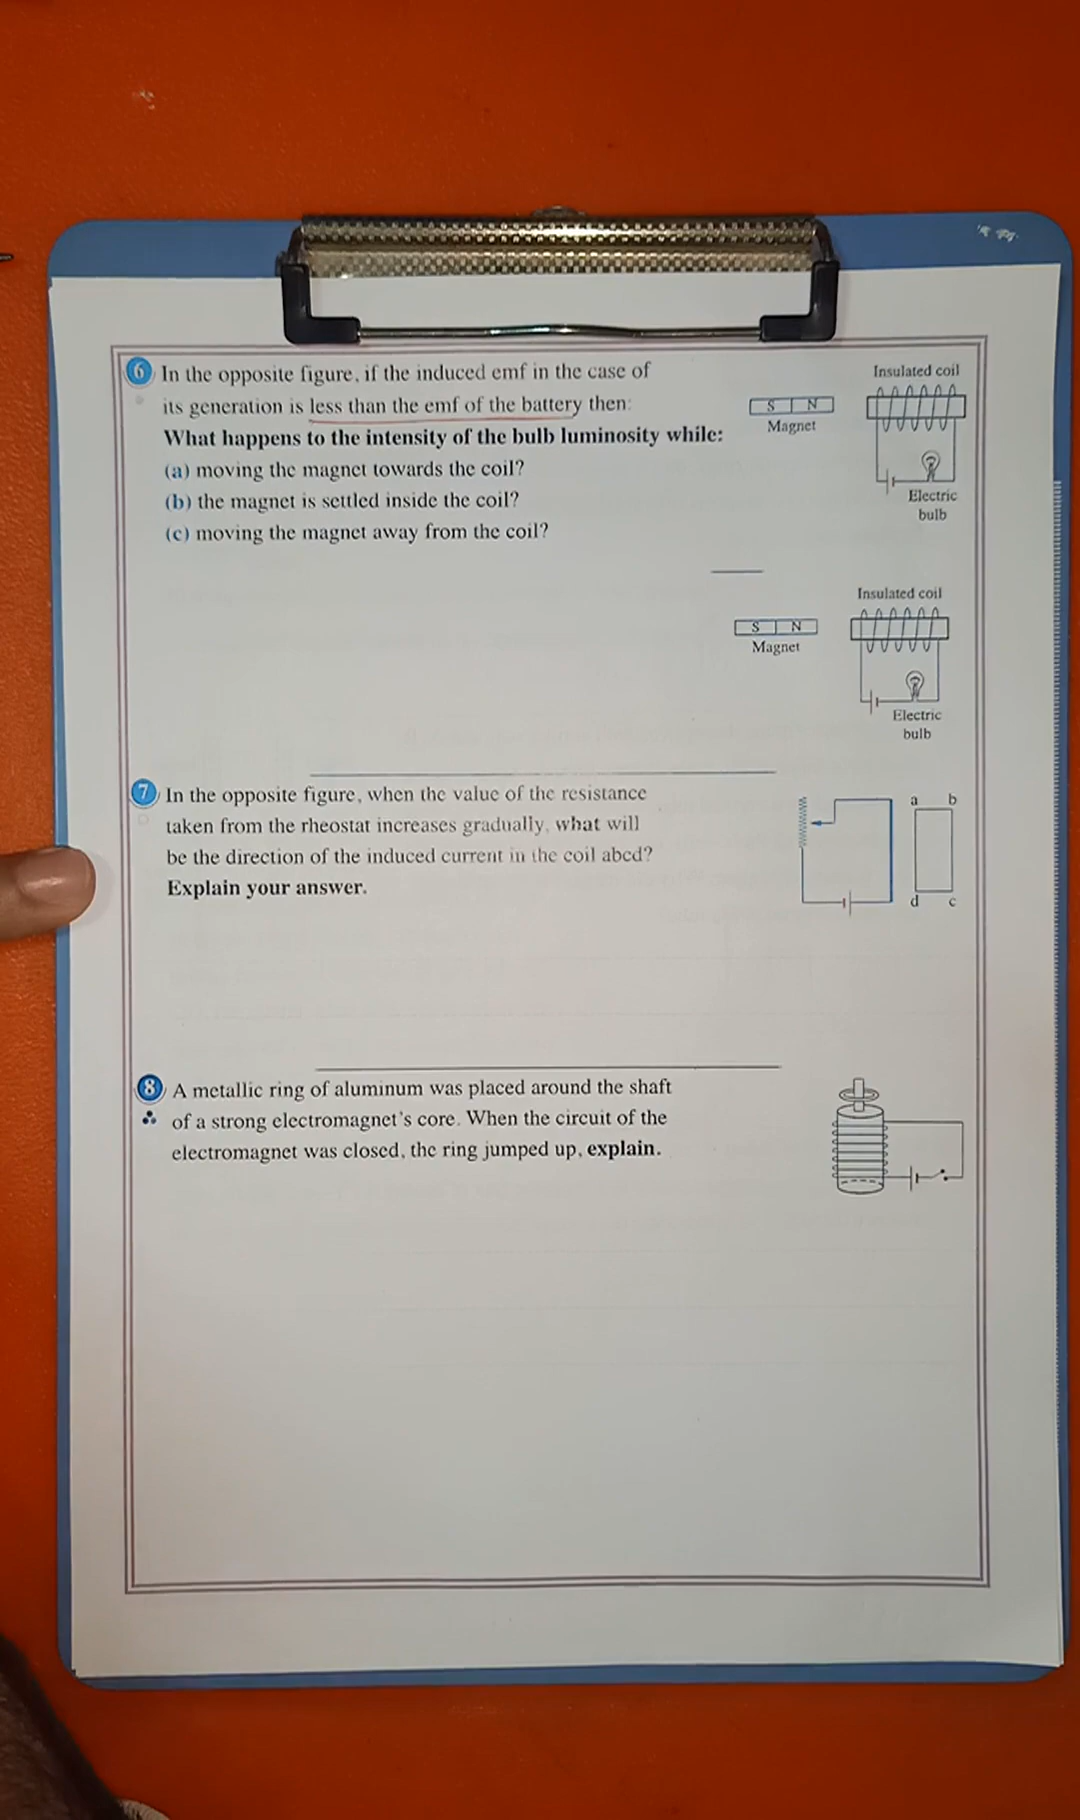 6 In the opposite figure, if the induced emf in the case of
its generation is less than the emf of the battery then:
What happens to the intensity of the bulb luminosity while:
(a) moving the magnet towards the coil?
(b) the magnet is settled inside the coil?
(c) moving the magnet away from the coil?
Insulated coil
S N
Magnet
Electric
bulb
Insulated coil
S N
Magnet
Electric
bulb
7 In the opposite figure, when the value of the resistance
taken from the rheostat increases gradually, what will
be the direction of the induced current in the coil abcd?
Explain your answer.
a b
d c
8 A metallic ring of aluminum was placed around the shaft
of a strong electromagnet's core. When the circuit of the
electromagnet was closed, the ring jumped up, explain.